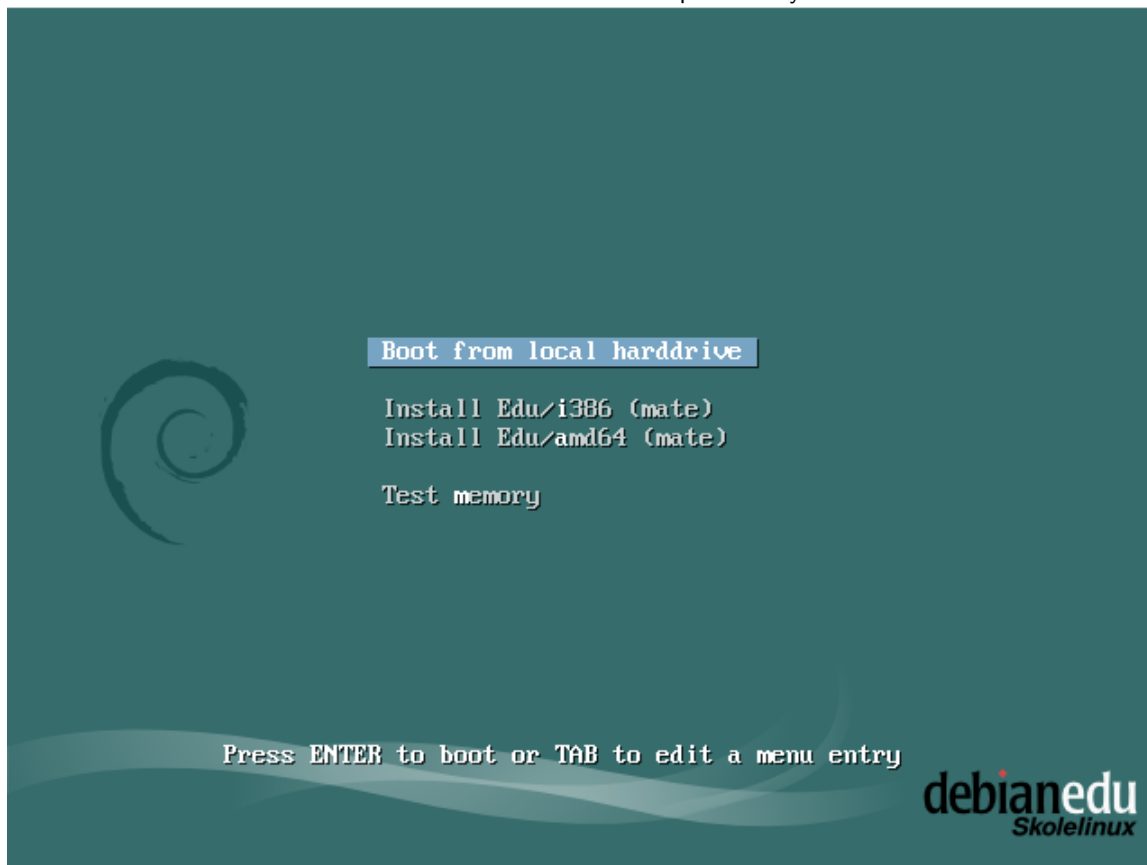 Boot from local harddrive
Install Edu/i386 (mate)
Install Edu/amd64 (mate)
Test memory
Press ENTER to boot or TAB to edit a menu entry
debianedu
Skolelinux